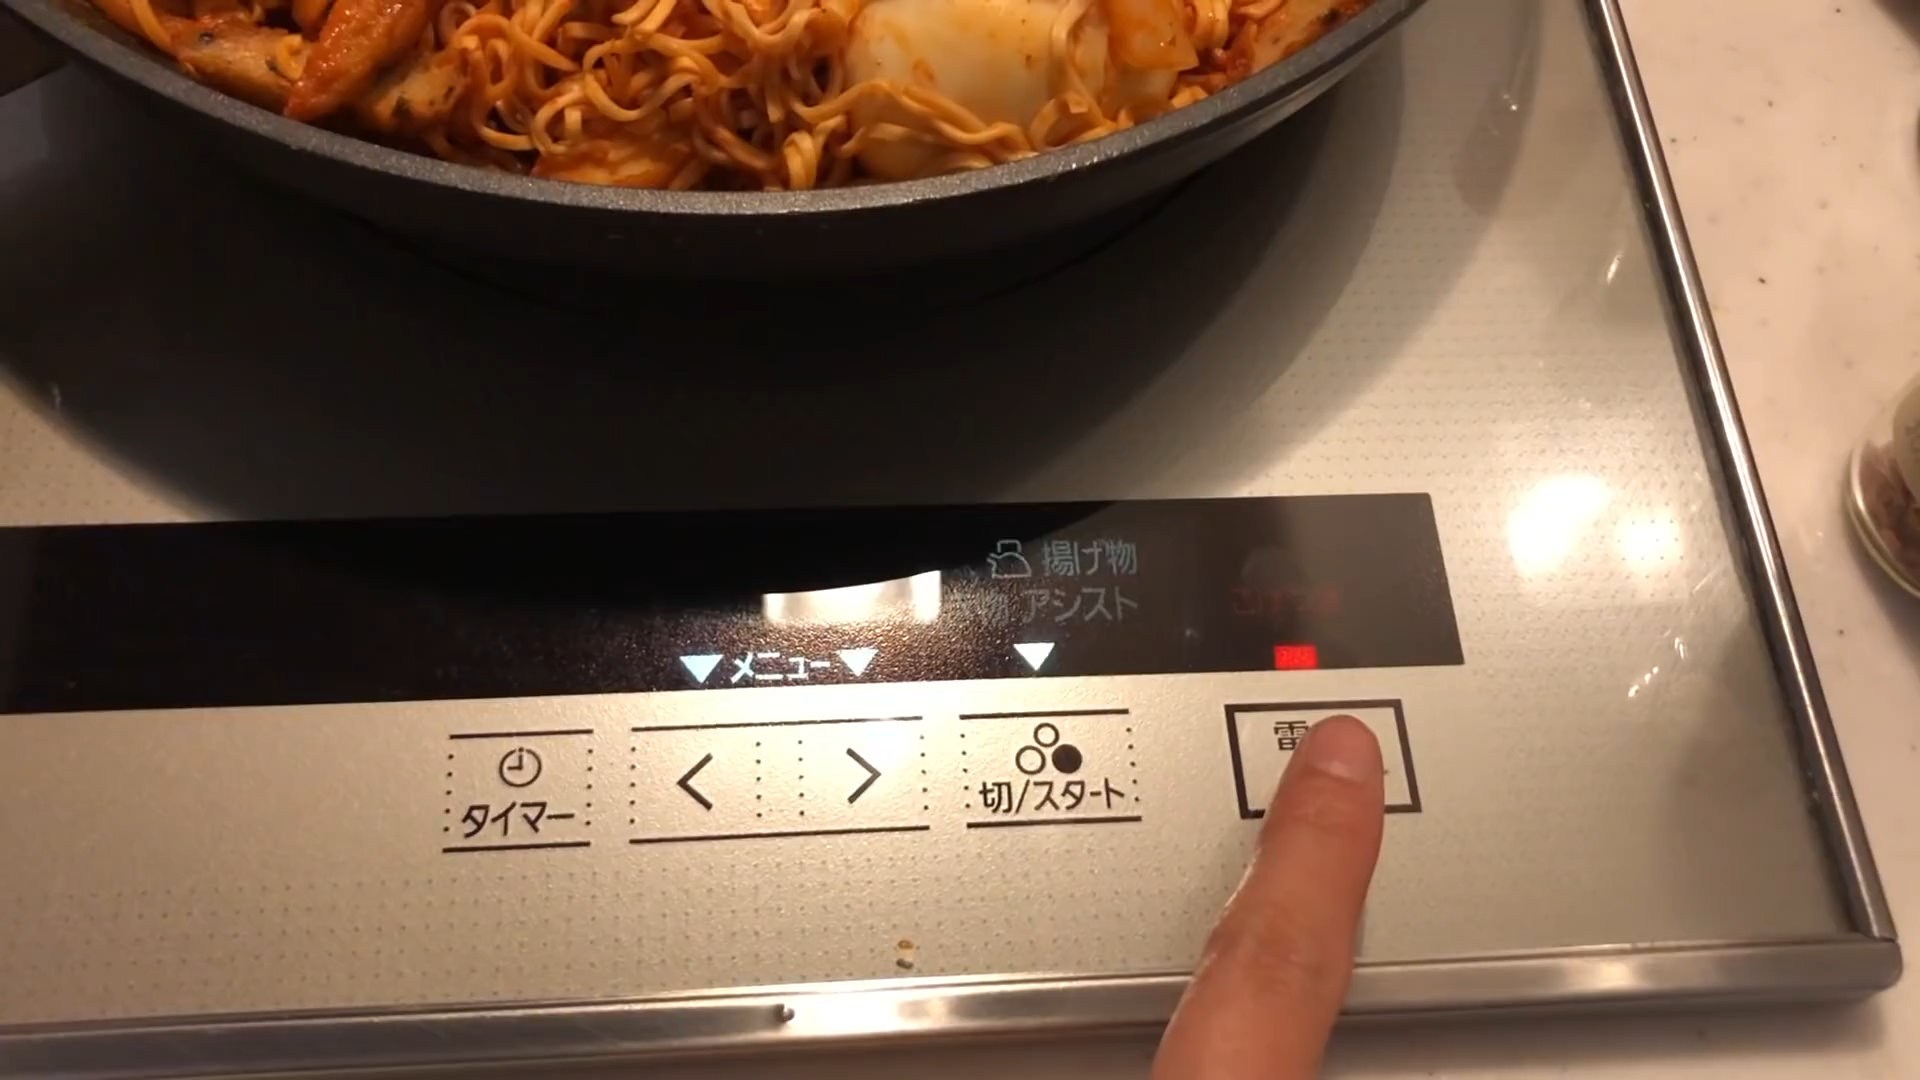 揚げ物
アシスト
メニュー
タイマー
切/スタート
電